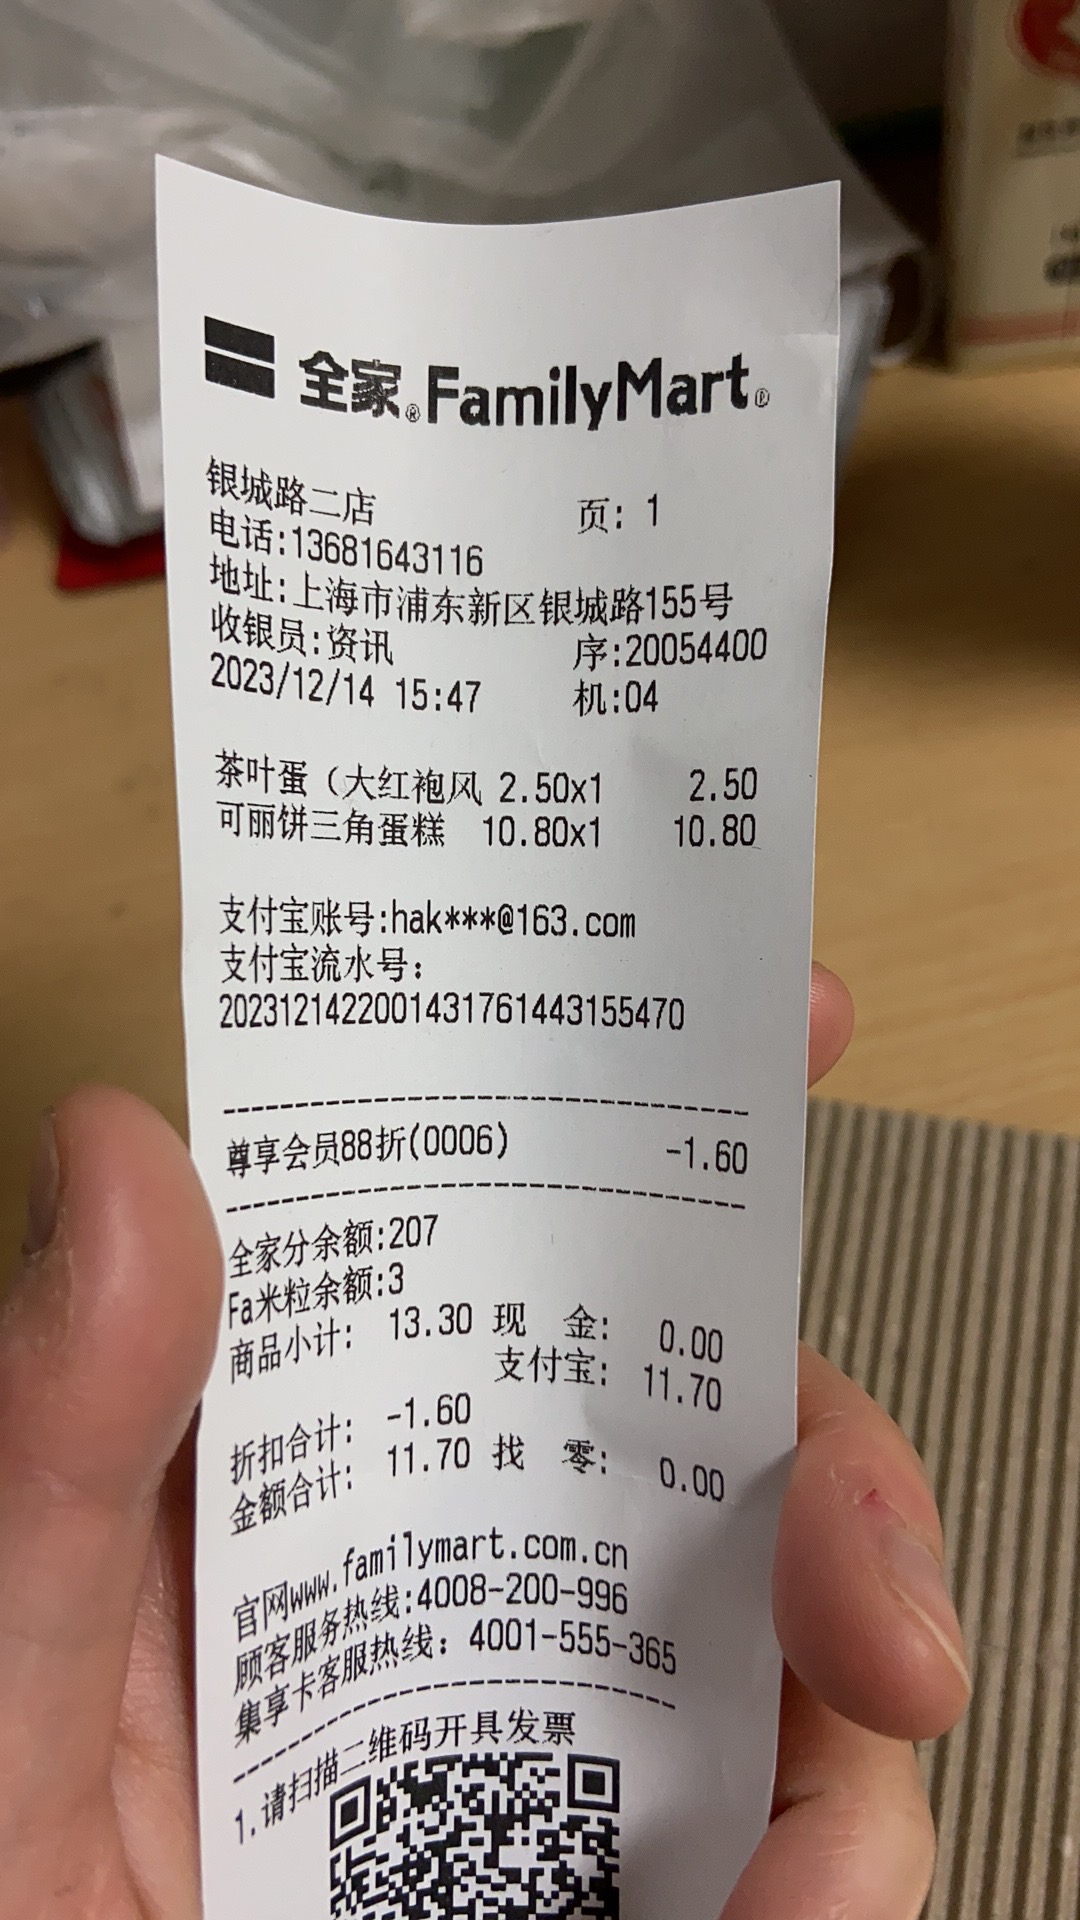 全家®FamilyMart®
银城路二店 页: 1
电话:13681643116
地址:上海市浦东新区银城路155号
收银员:资讯 序:20054400
2023/12/14 15:47 机:04
茶叶蛋（大红袍风 2.50x1 2.50
可丽饼三角蛋糕 10.80x1 10.80
支付宝账号:hak***@163.com
支付宝流水号:
2023121422001431761443155470
尊享会员88折(0006) -1.60
全家分余额:207
Fa米粒余额:3
商品小计: 13.30 现 金: 0.00
支付宝: 11.70
折扣合计: -1.60
金额合计: 11.70 找 零: 0.00
官网www.familymart.com.cn
顾客服务热线:4008-200-996
集享卡客服热线: 4001-555-365
1.请扫描二维码开具发票